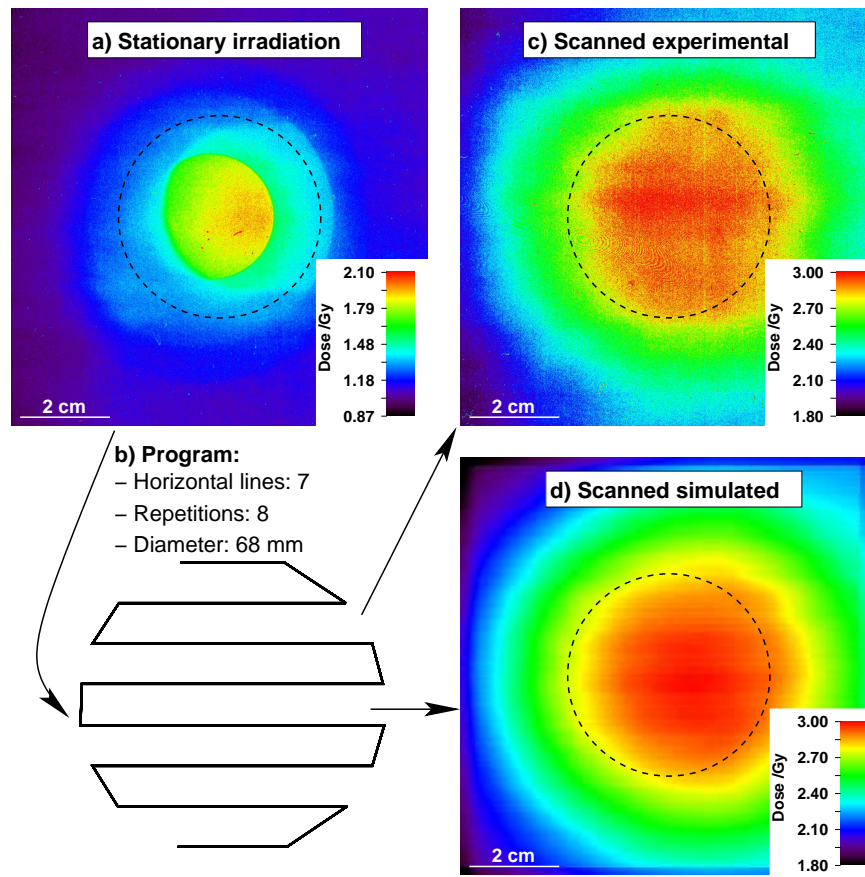 a) Stationary irradiation
2.10
1.79
1.48
1.18
0.87
Dose /Gy
2 cm
c) Scanned experimental
3.00
2.70
2.40
2.10
1.80
Dose /Gy
2 cm
b) Program:
– Horizontal lines: 7
– Repetitions: 8
– Diameter: 68 mm
d) Scanned simulated
3.00
2.70
2.40
2.10
1.80
Dose /Gy
2 cm